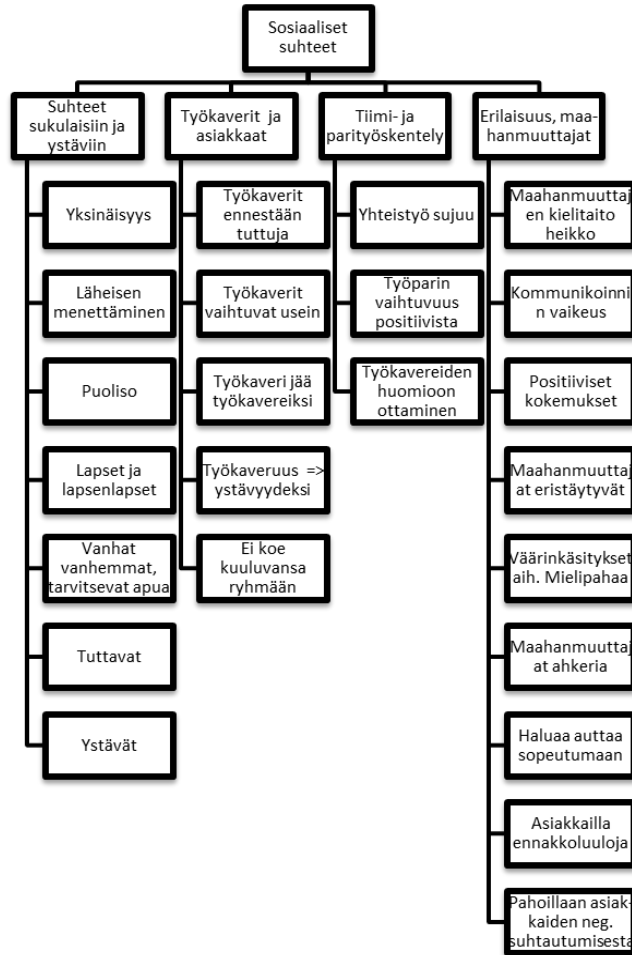 Sosiaaliset
suhteet
Suhteet
sukulaisiin ja
ystäviin
Yksinäisyys
Läheisen
menettäminen
Puoliso
Lapset ja
lapsenlapset
Vanhat
vanhemmat,
tarvitsevat apua
Tuttavat
Ystävät
Työkaverit ja
asiakkaat
Työkaverit
ennestään
tuttuja
Työkaverit
vaihtuvat usein
Työkaveri jää
työkavereiksi
Työkaveruus =>
ystävyydeksi
Ei koe
kuuluvansa
ryhmään
Tiimi- ja
parityöskentely
Yhteistyö sujuu
Työparin
vaihtuvuus
positiivista
Työkavereiden
huomioon
ottaminen
Erilaisuus, maa-
hanmuuttajat
Maahanmuuttaj
en kielitaito
heikko
Kommunikoinni
n vaikeus
Positiiviset
kokemukset
Maahanmuuttaj
at eristäytyvät
Väärinkäsitykset
aih. Mielipahaa
Maahanmuuttaj
at ahkeria
Haluaa auttaa
sopeutumaan
Asiakkailla
ennakkoluuloja
Pahoillaan asiak-
kaiden neg.
suhtautumisesta